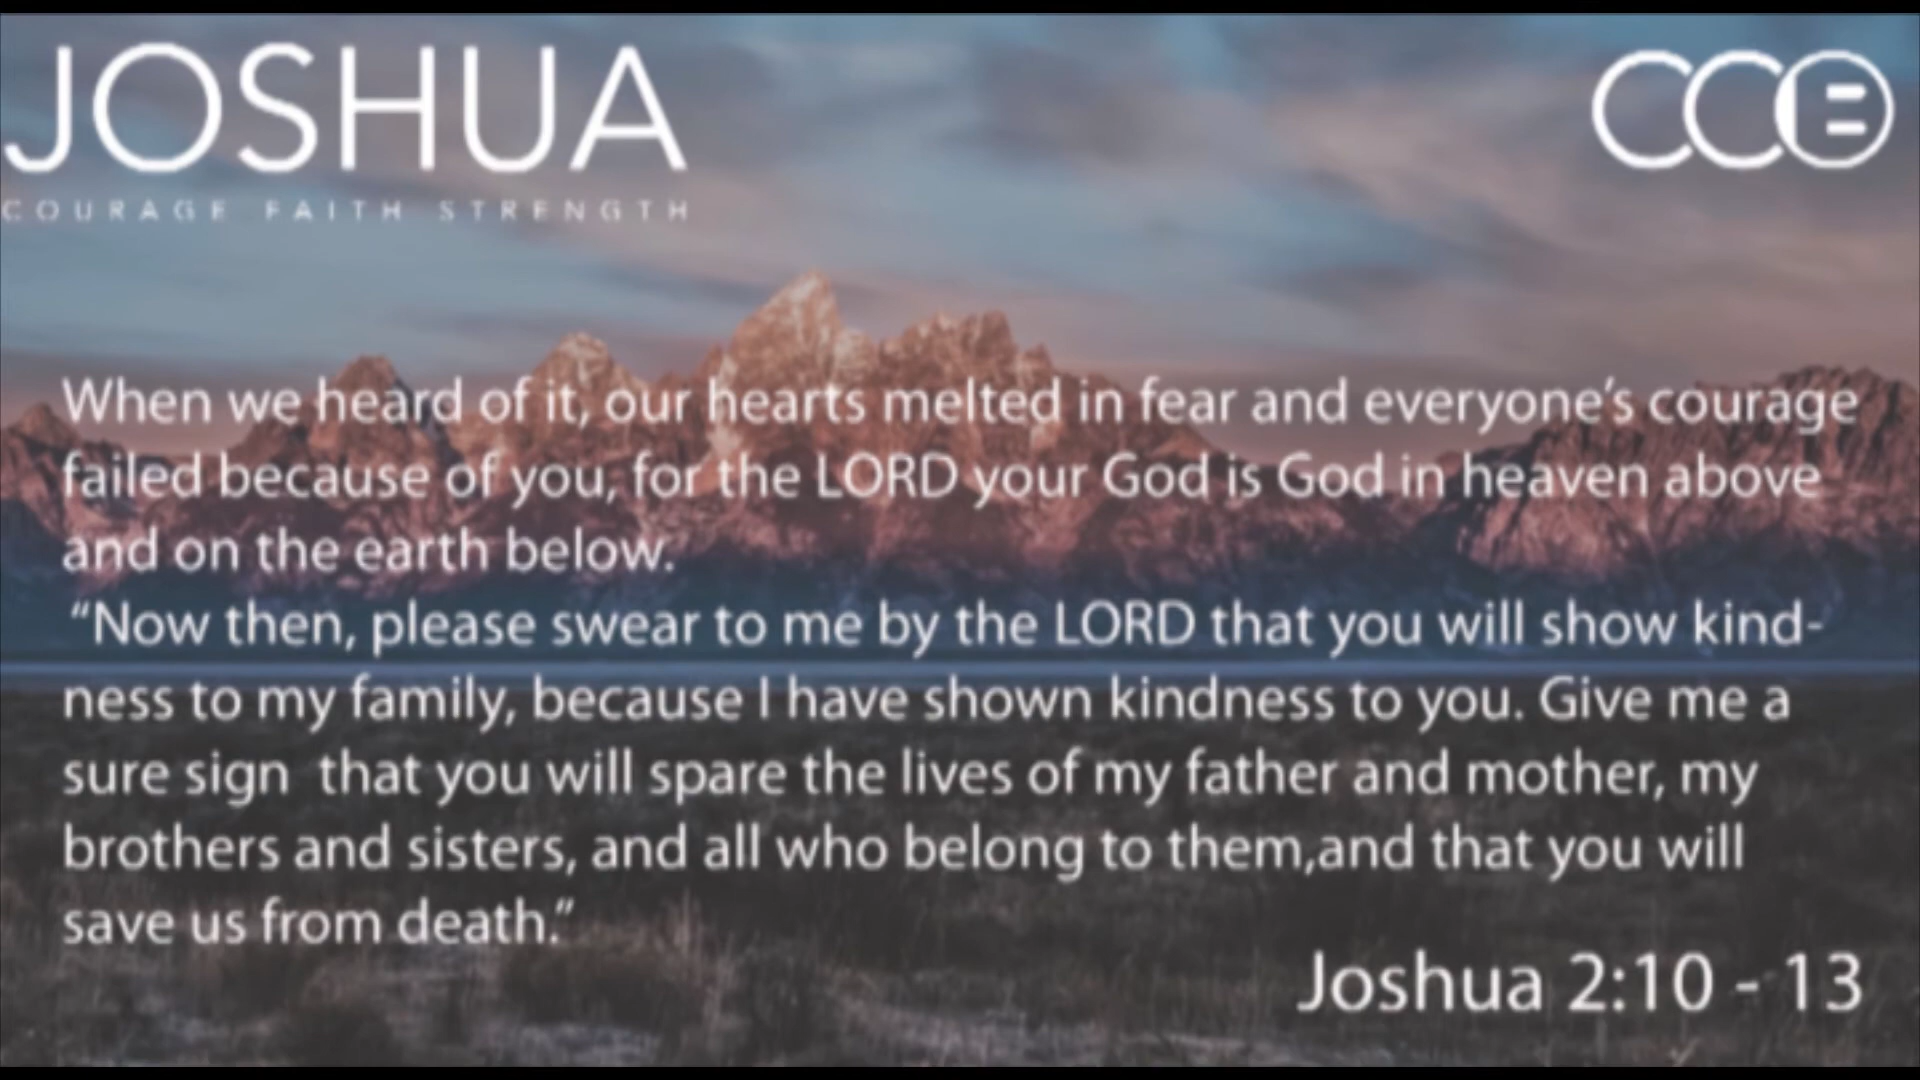 JOSHUA
COURAGE FAITH STRENGTH
CCE
When we heard of it, our hearts melted in fear and everyone's courage
failed because of you, for the LORD your God is God in heaven above
and on the earth below.
“Now then, please swear to me by the LORD that you will show kind-
ness to my family, because I have shown kindness to you. Give me a
sure sign  that you will spare the lives of my father and mother, my
brothers and sisters, and all who belong to them,and that you will
save us from death.”
Joshua 2:10 - 13